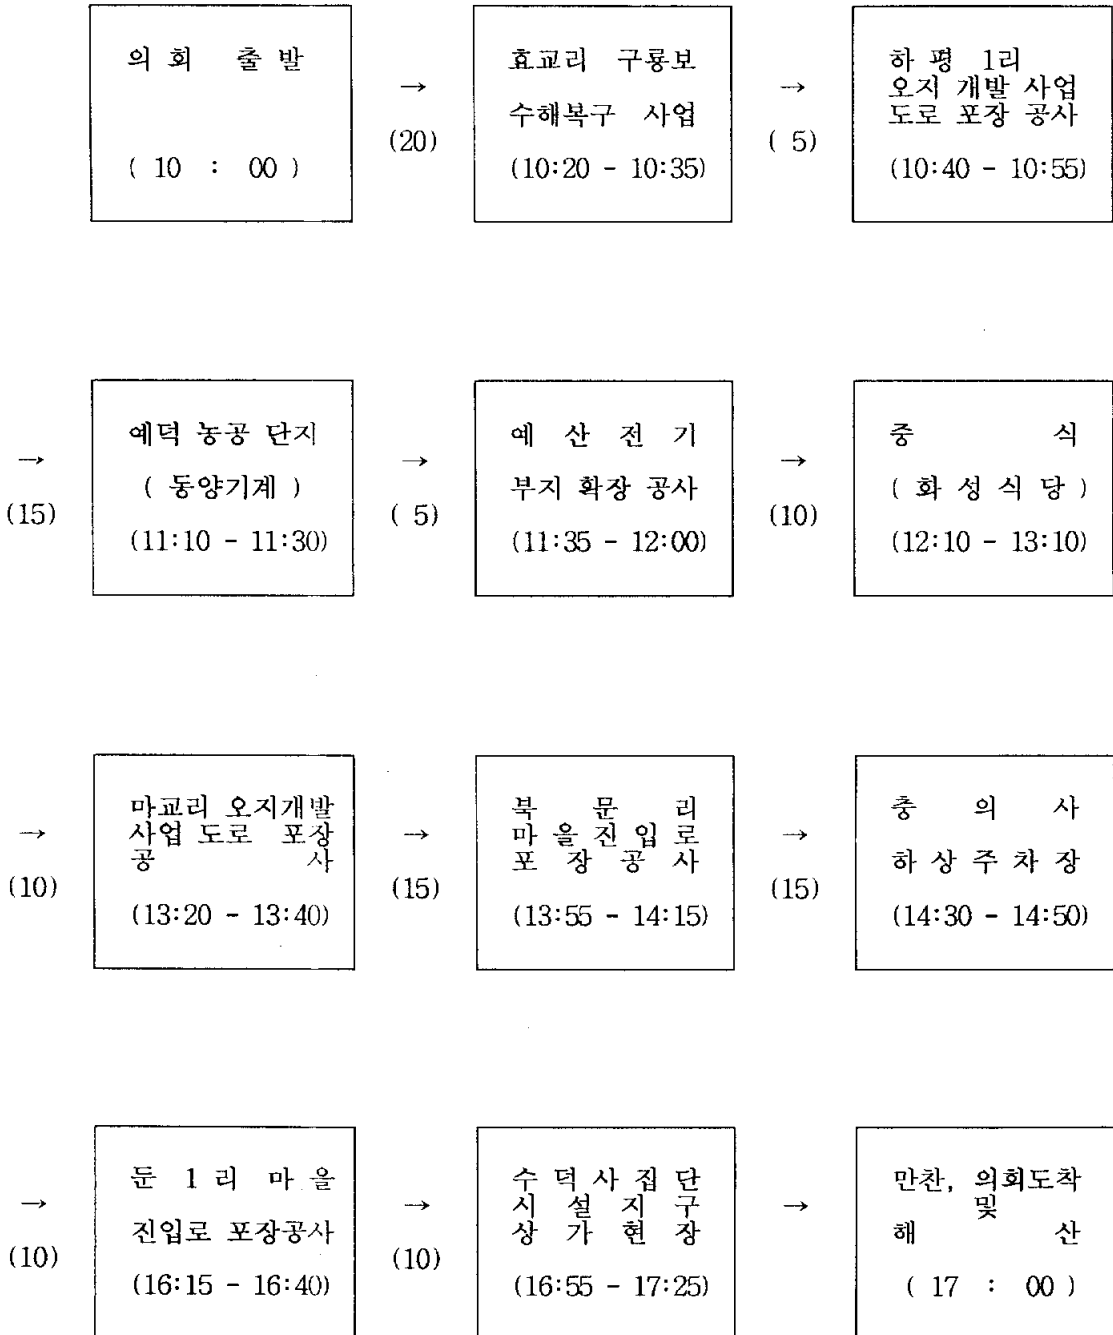 의회 출발
( 10 : 00 )
→
(20)
효교리 구룡보
수해복구 사업
(10:20 - 10:35)
→
( 5)
하 평 1리
오지 개발 사업
도로 포장 공사
(10:40 - 10:55)
→
(15)
예덕 농공 단지
( 동양기계 )
(11:10 - 11:30)
→
( 5)
예 산 전 기
부지 확장 공사
(11:35 - 12:00)
→
(10)
중 식
( 화 성 식 당 )
(12:10 - 13:10)
→
(10)
마교리 오지개발
사업 도로 포장
공 사
(13:20 - 13:40)
→
(15)
북 문 리
마 을 진 입 로
포 장 공 사
(13:55 - 14:15)
→
(15)
충 의 사
하 상 주 차 장
(14:30 - 14:50)
→
(10)
둔 1 리 마 을
진입로 포장공사
(16:15 - 16:40)
→
(10)
수 덕 사 집 단
시 설 지 구
상 가 현 장
(16:55 - 17:25)
→
만찬, 의회도착
및
해 산
( 17 : 00 )